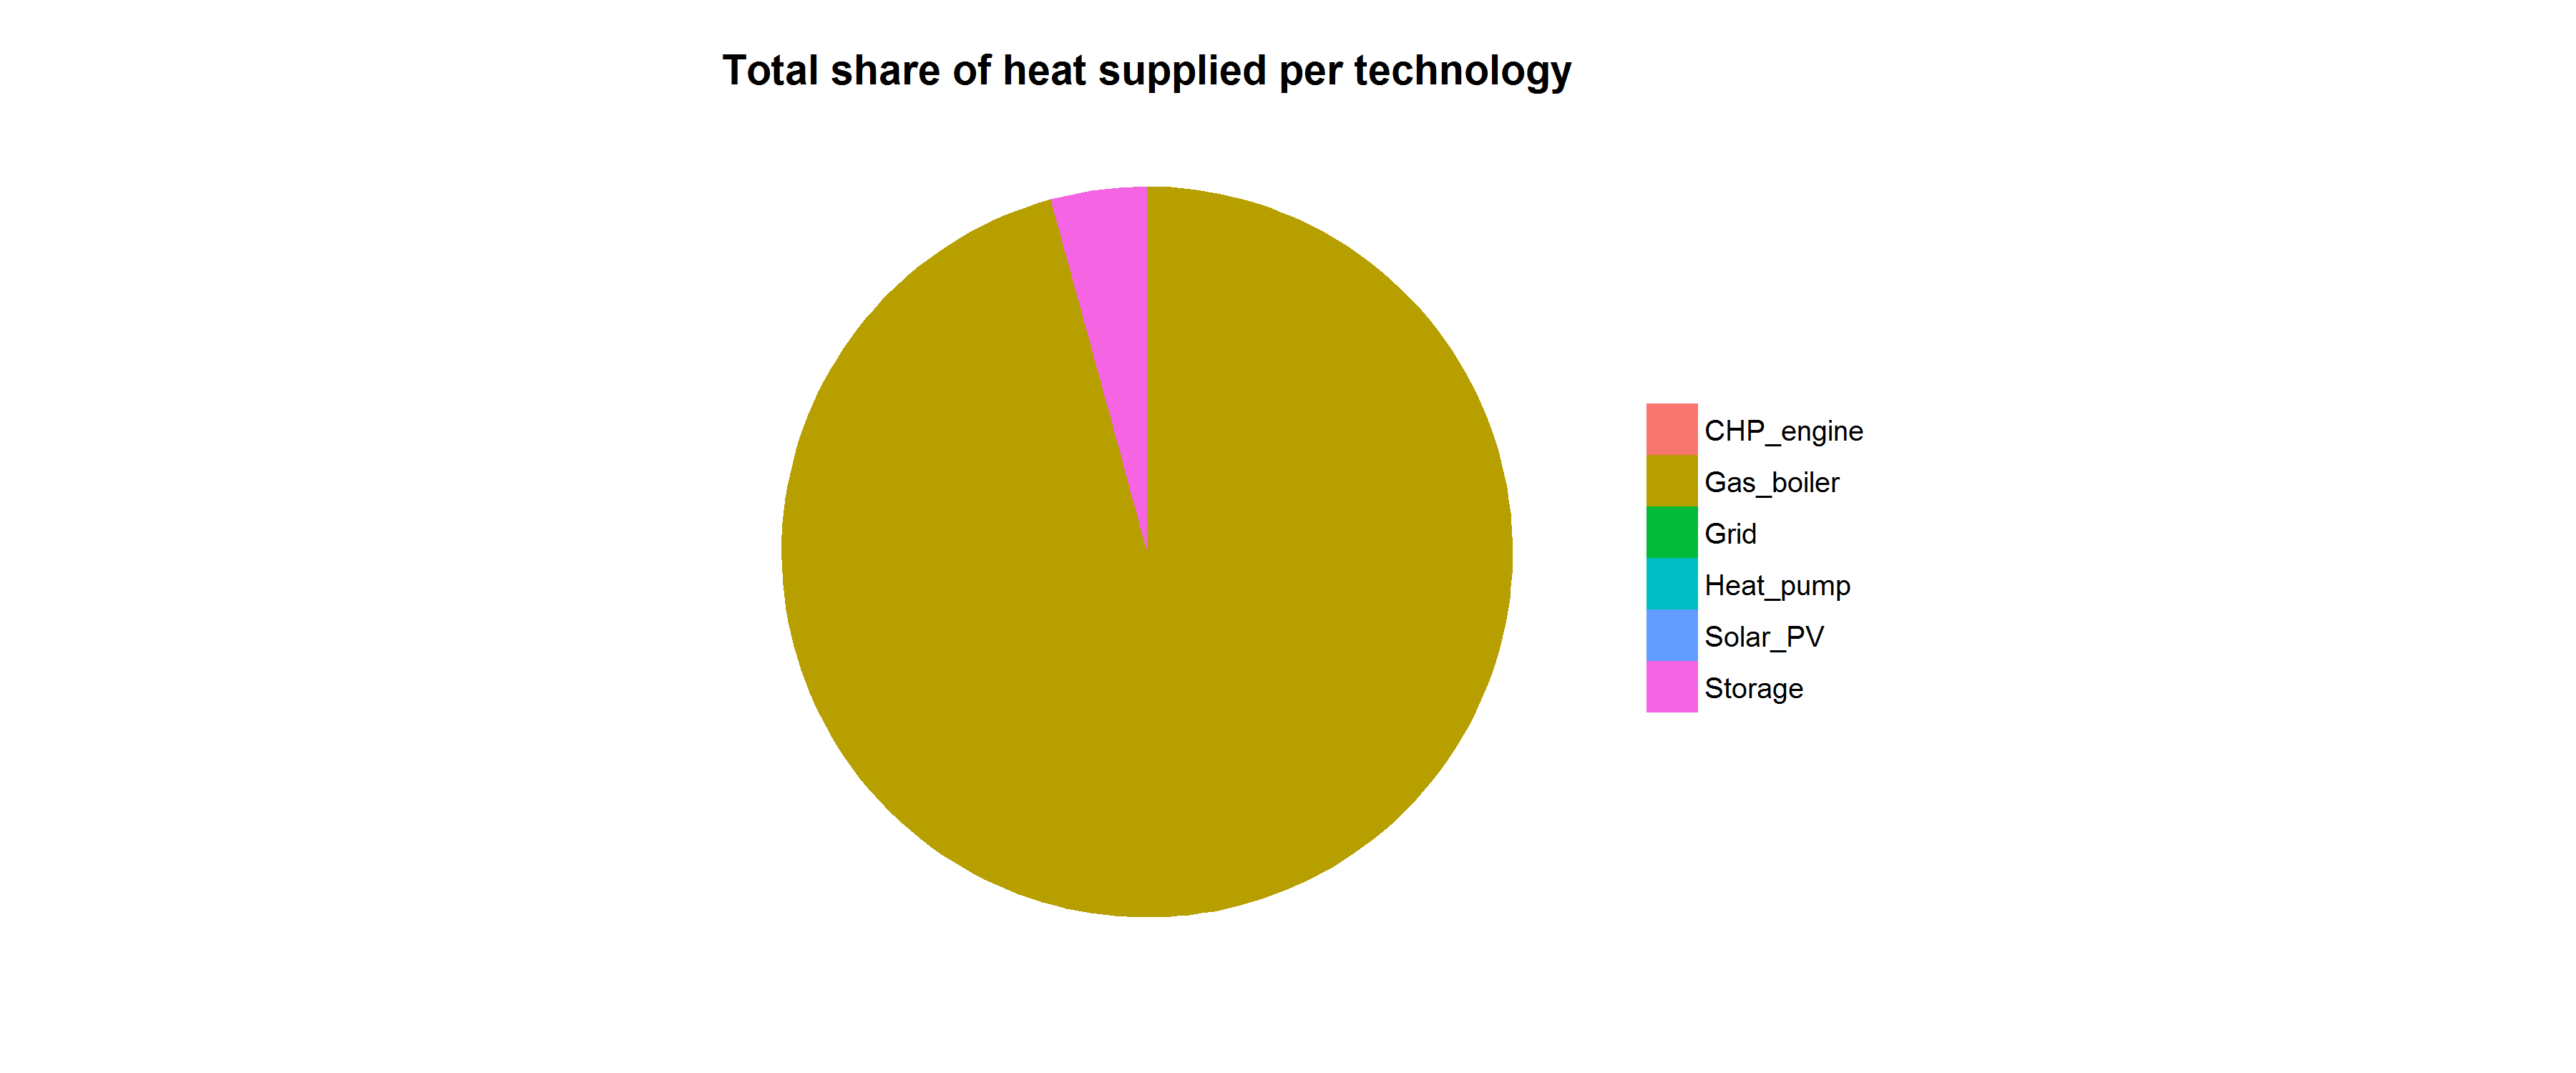 Total share of heat supplied per technology
CHP_engine
Gas_boiler
Grid
Heat_pump
Solar_PV
Storage